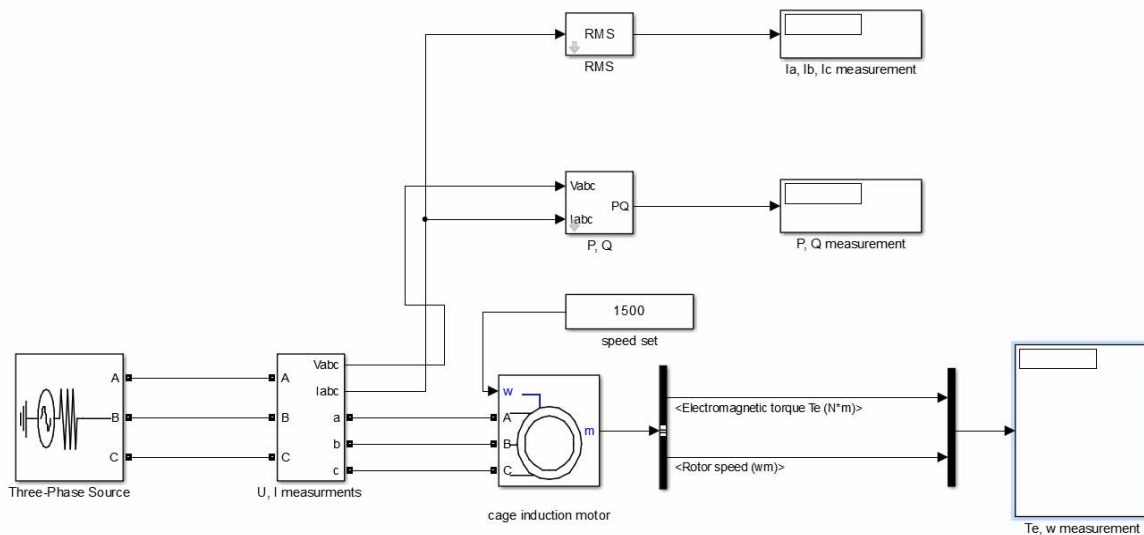 RMS
RMS
Ia, Ib, Ic measurement
Vabc
Iabc
PQ
P, Q
P, Q measurement
1500
speed set
A
B
C
Three-Phase Source
A
B
C
Vabc
Iabc
a
b
c
U, I measurments
w
A
B
C
m
cage induction motor
<Electromagnetic torque Te (N*m)>
<Rotor speed (wm)>
Te, w measurement